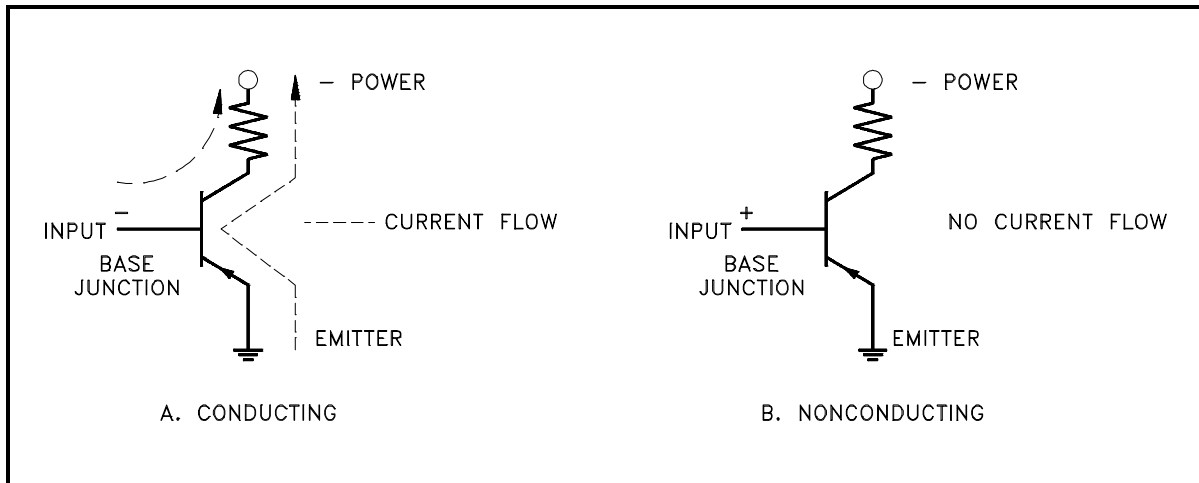 − POWER
−
INPUT
BASE
JUNCTION
CURRENT FLOW
EMITTER
A. CONDUCTING
− POWER
+
INPUT
BASE
JUNCTION
NO CURRENT FLOW
EMITTER
B. NONCONDUCTING